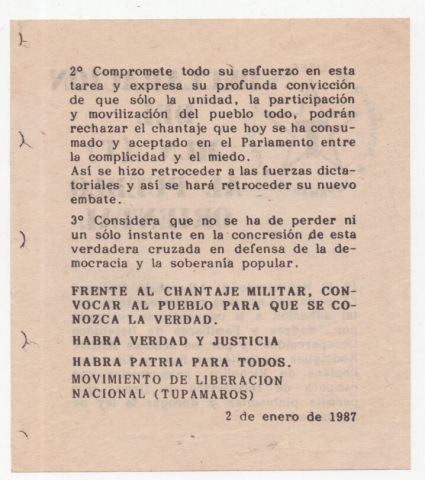 2º Compromete todo su esfuerzo en esta
tarea y expresa su profunda convicción
de que sólo la unidad, la participación
y movilización del pueblo todo, podrán
rechazar el chantaje que hoy se ha consu-
mado y aceptado en el Parlamento entre
la complicidad y el miedo.
Así se hizo retroceder a las fuerzas dicta-
toriales y así se hará retroceder su nuevo
embate.
3º Considera que no se ha de perder ni
un sólo instante en la concresión de esta
verdadera cruzada en defensa de la de-
mocracia y la soberanía popular.
FRENTE AL CHANTAJE MILITAR, CON-
VOCAR AL PUEBLO PARA QUE SE CO-
NOZCA LA VERDAD.
HABRA VERDAD Y JUSTICIA
HABRA PATRIA PARA TODOS.
MOVIMIENTO DE LIBERACION
NACIONAL (TUPAMAROS)
2 de enero de 1987